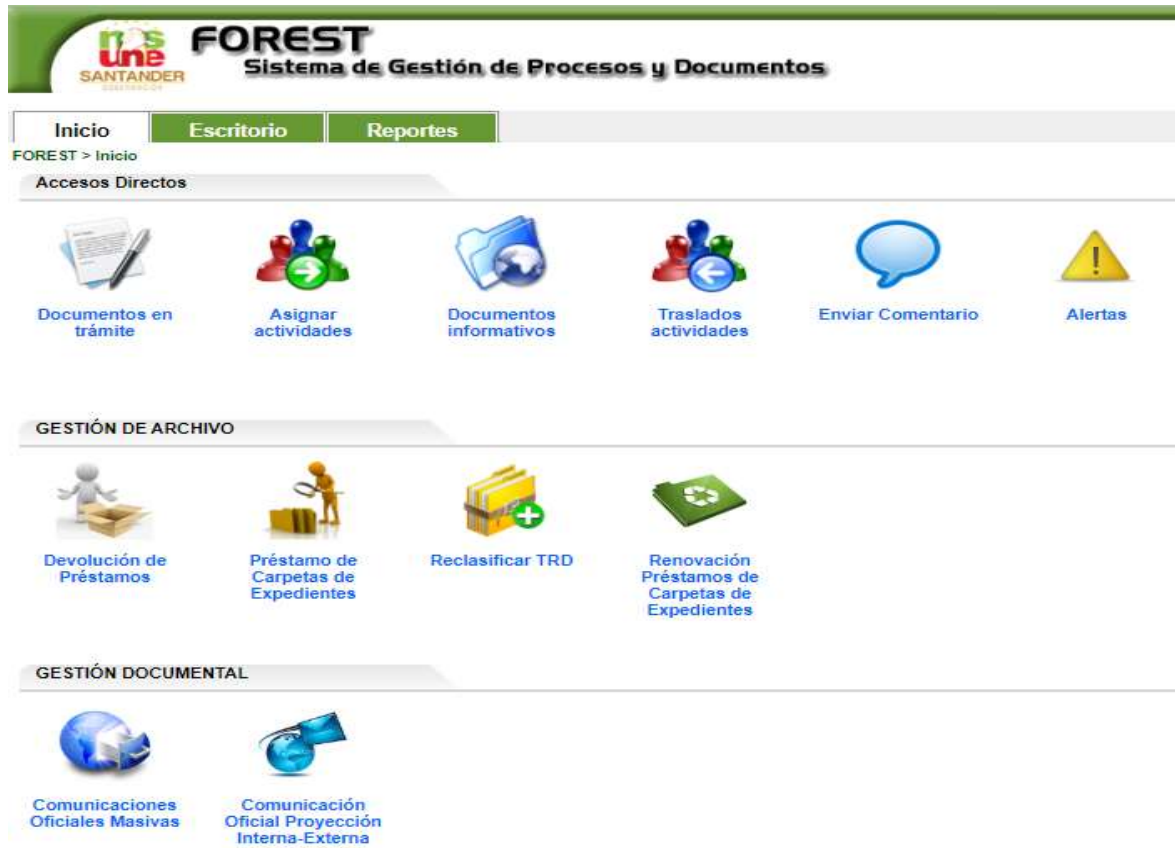 nos
une
SANTANDER
FOREST
Sistema de Gestión de Procesos y Documentos
Inicio
Escritorio
Reportes
FOREST > Inicio
Accesos Directos
Documentos en
trámite
Asignar
actividades
Documentos
informativos
Traslados
actividades
Enviar Comentario
Alertas
GESTIÓN DE ARCHIVO
Devolución de
Préstamos
Préstamo de
Carpetas de
Expedientes
Reclasificar TRD
Renovación
Préstamos de
Carpetas de
Expedientes
GESTIÓN DOCUMENTAL
Comunicaciones
Oficiales Masivas
Comunicación
Oficial Proyección
Interna-Externa